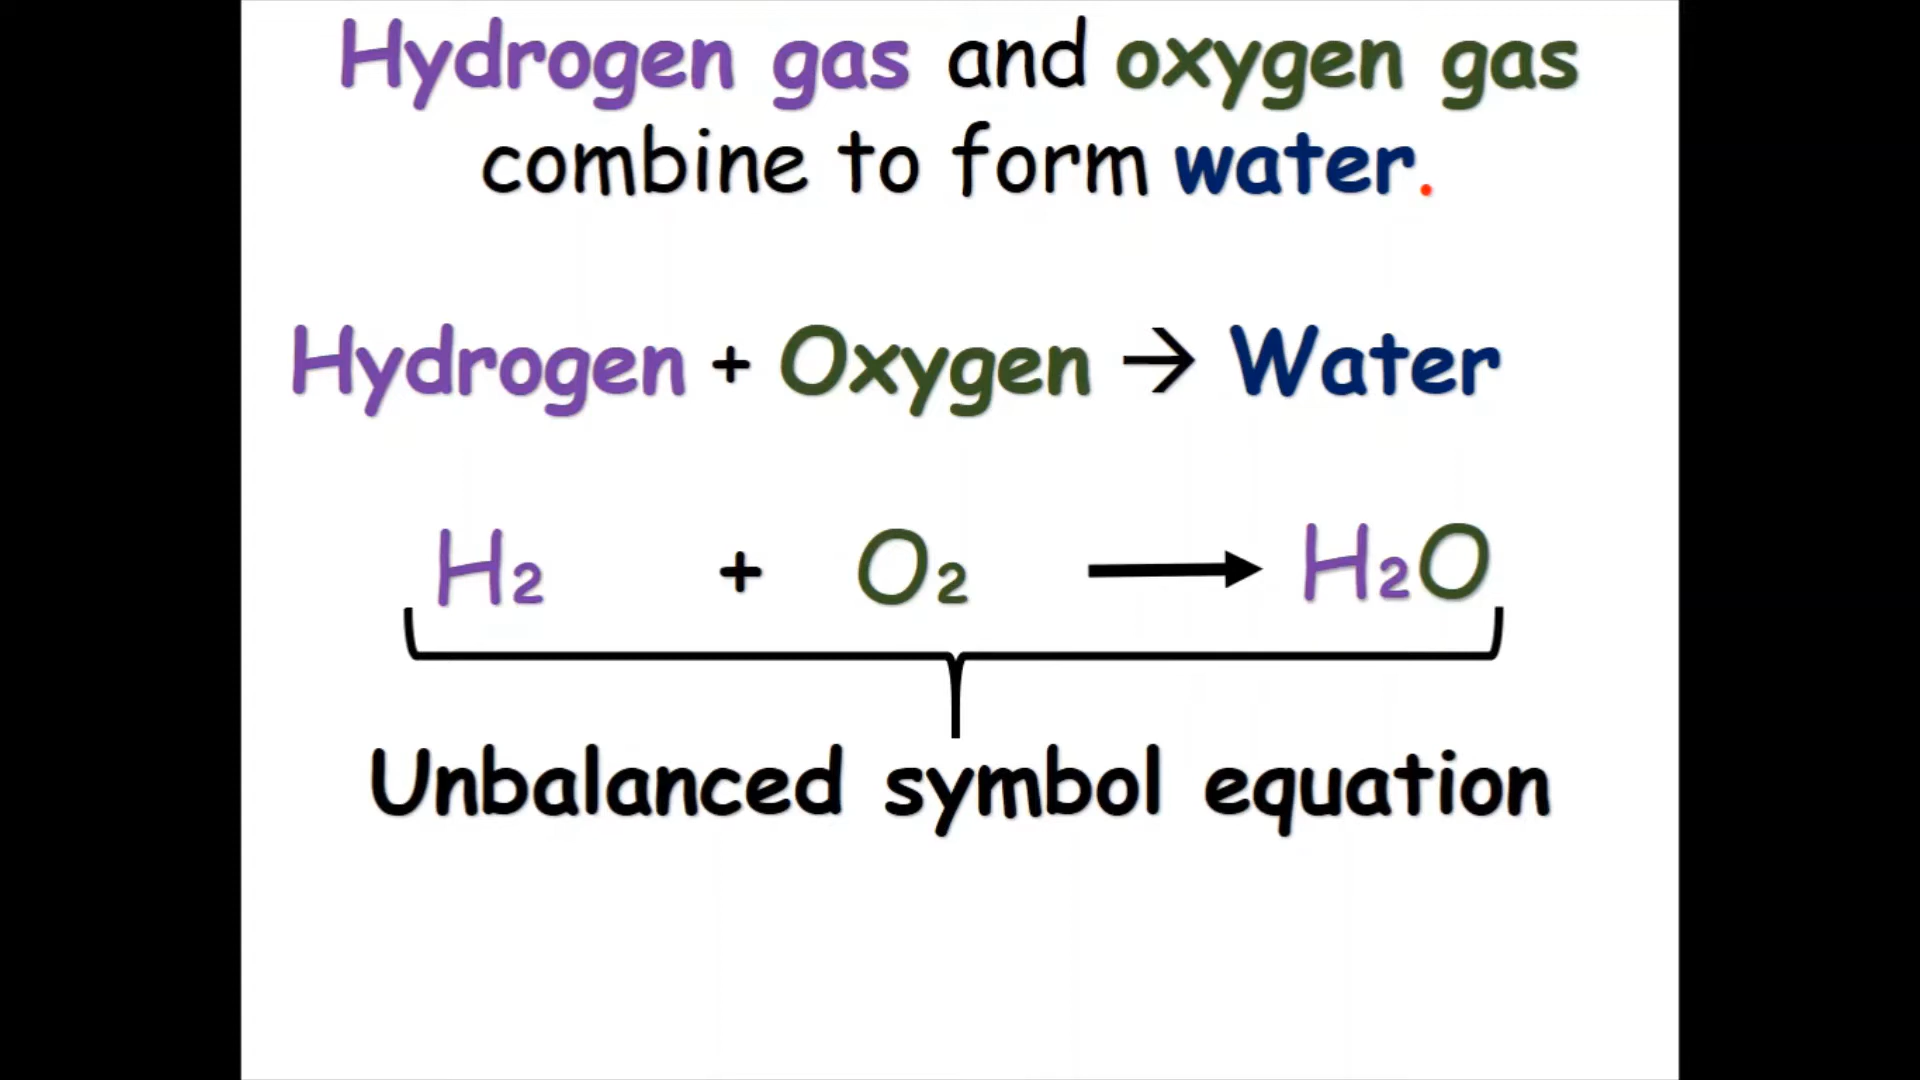 Hydrogen gas and oxygen gas
combine to form water.
Hydrogen + Oxygen → Water
H₂ + O₂ → H₂O
Unbalanced symbol equation